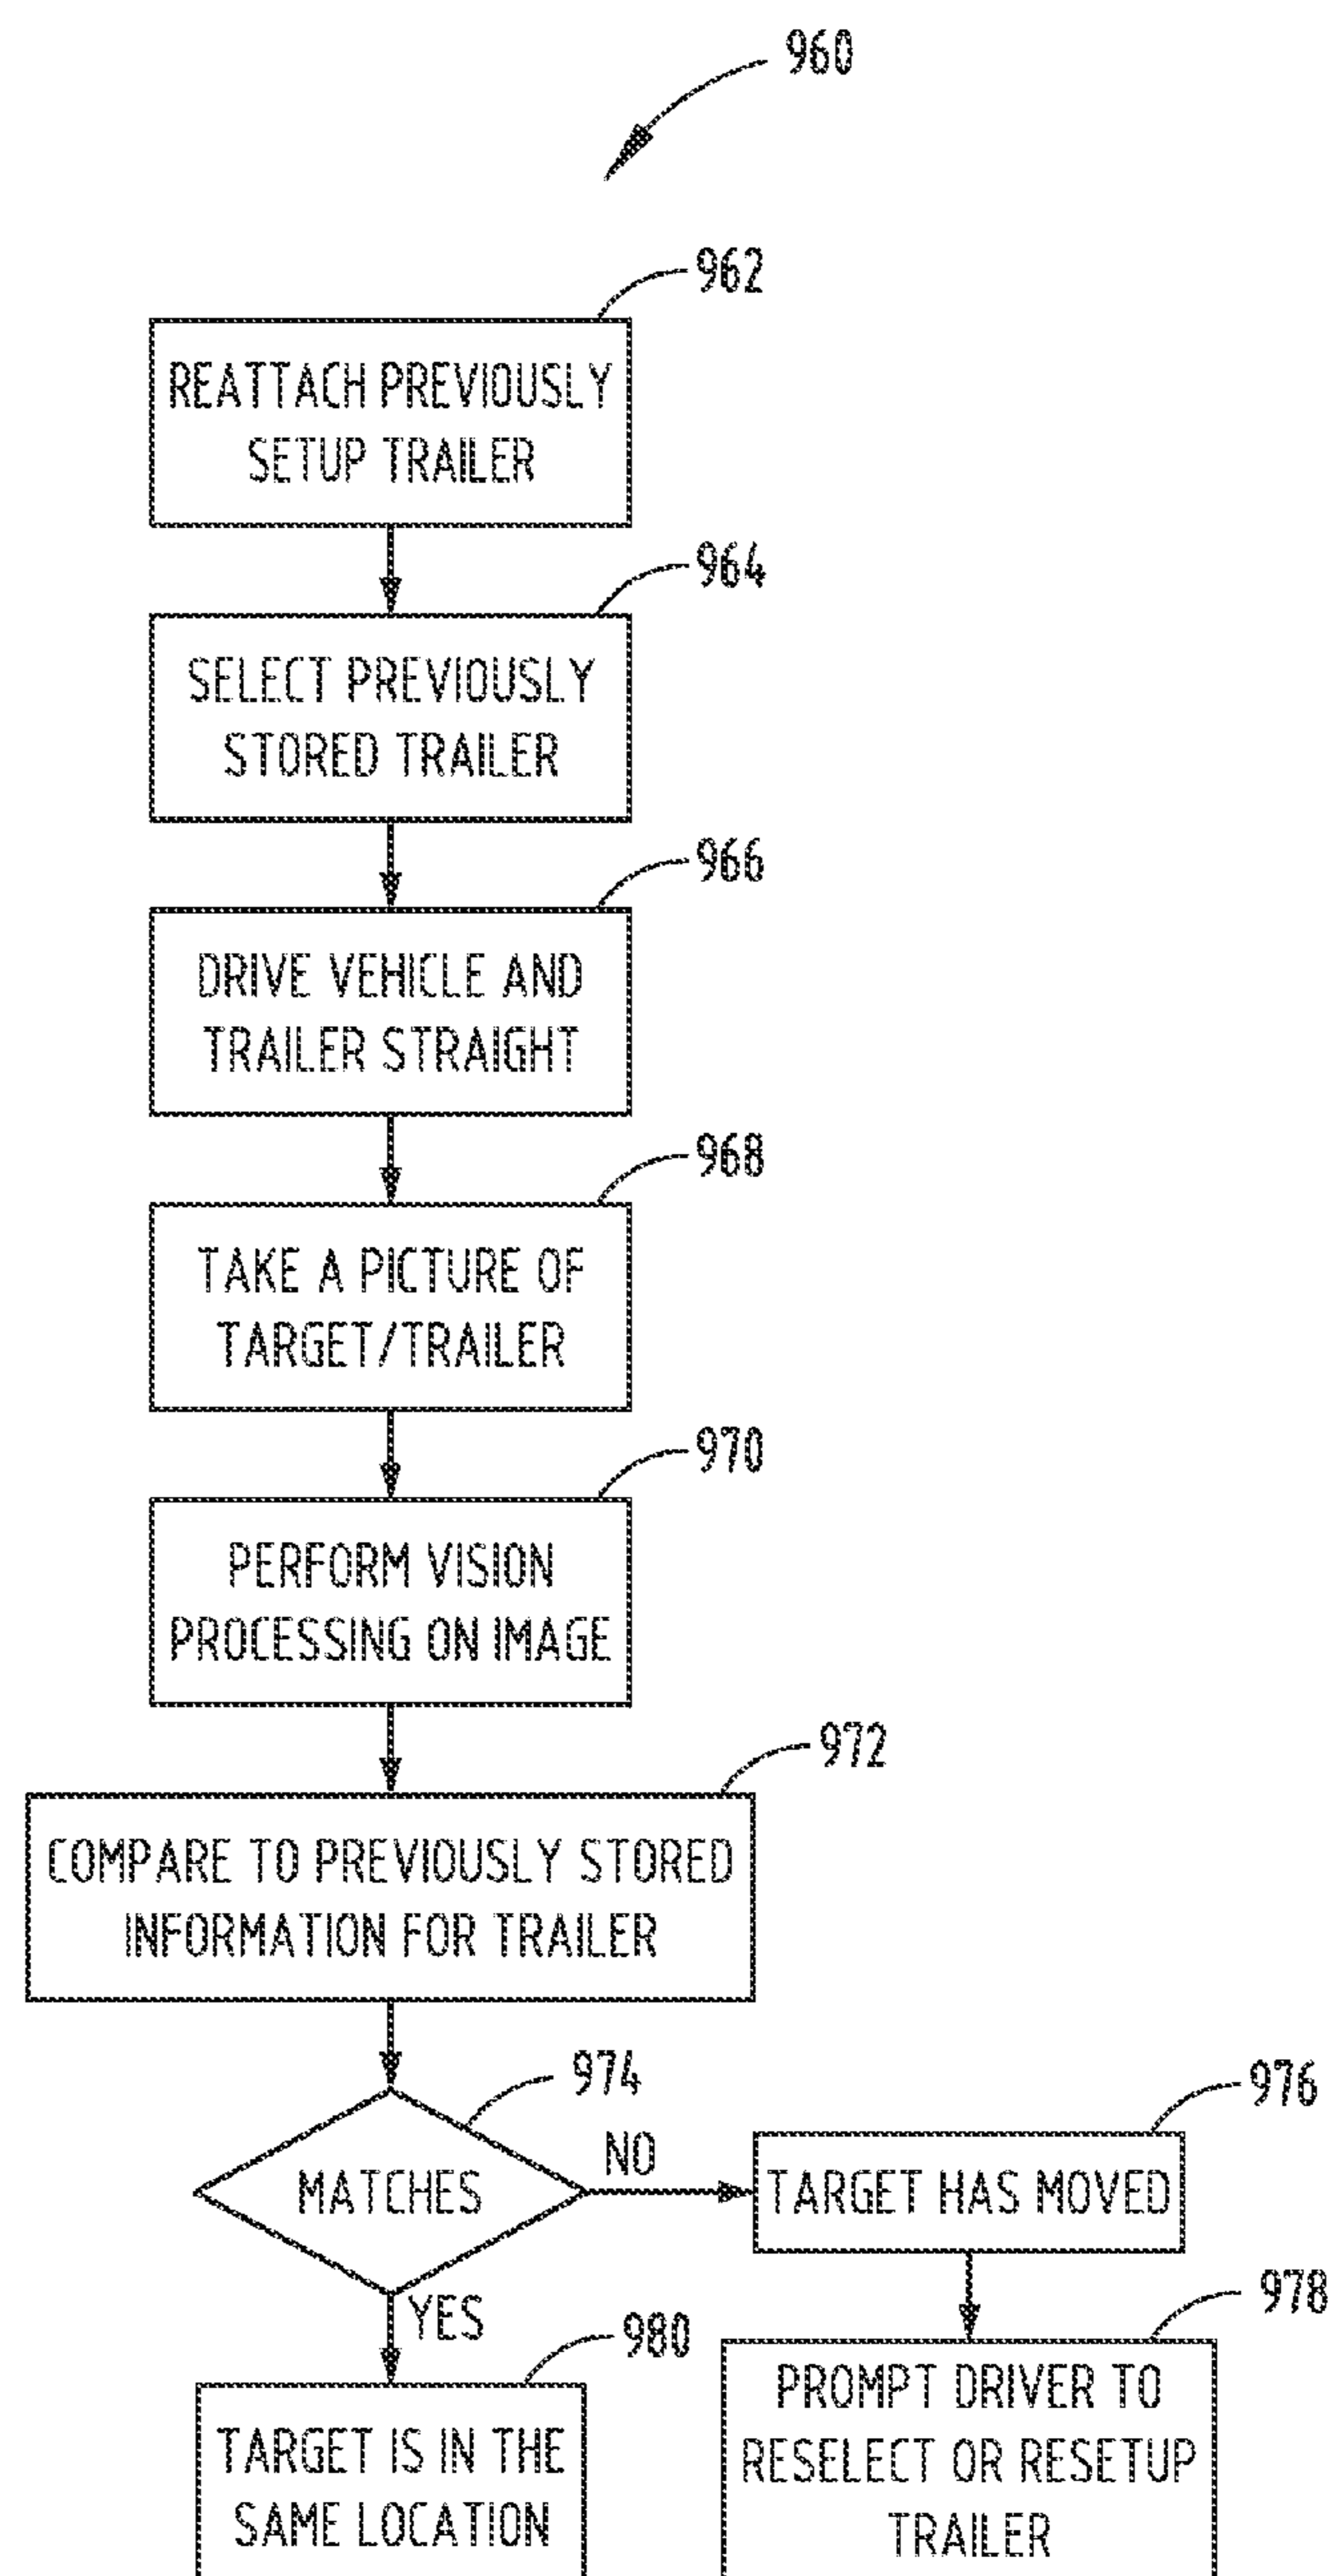 960
962
REATTACH PREVIOUSLY
SETUP TRAILER
964
SELECT PREVIOUSLY
STORED TRAILER
966
DRIVE VEHICLE AND
TRAILER STRAIGHT
968
TAKE A PICTURE OF
TARGET/TRAILER
970
PERFORM VISION
PROCESSING ON IMAGE
972
COMPARE TO PREVIOUSLY STORED
INFORMATION FOR TRAILER
974
MATCHES
NO
976
TARGET HAS MOVED
YES
980
TARGET IS IN THE
SAME LOCATION
978
PROMPT DRIVER TO
RESELECT OR RESETUP
TRAILER